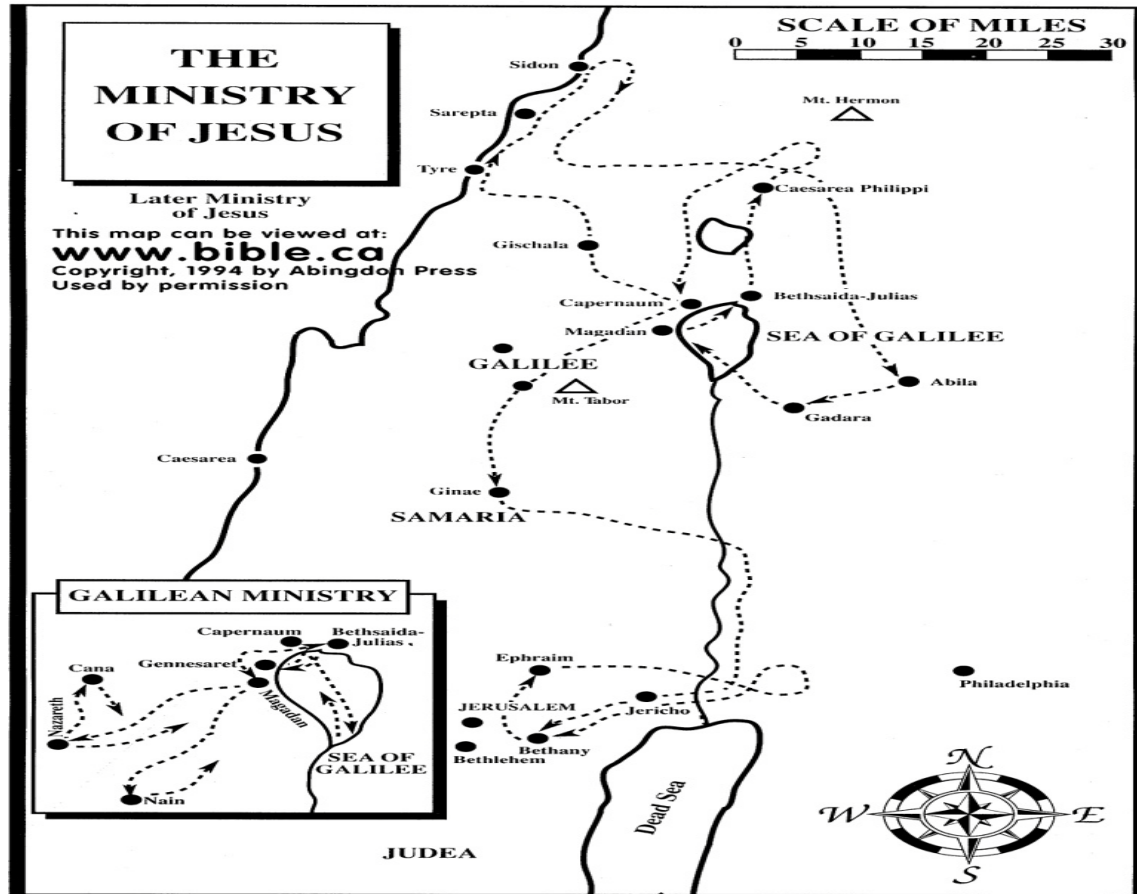 THE
MINISTRY
OF JESUS
Later Ministry
of Jesus
This map can be viewed at:
www.bible.ca
Copyright, 1994 by Abingdon Press
Used by permission
SCALE OF MILES
0 5 10 15 20 25 30
Sidon
Mt. Hermon
Sarepta
Tyre
Caesarea Philippi
Gischala
Capernaum
Bethsaida-Julias
Magadan
SEA OF GALILEE
GALILEE
Mt. Tabor
Abila
Gadara
Caesarea
Ginae
SAMARIA
Ephraim
Philadelphia
JERUSALEM
Jericho
Bethany
Bethlehem
Dead Sea
JUDEA
GALILEAN MINISTRY
Capernaum
Bethsaida-
Julias
Gennesaret
Cana
Magadan
Nazareth
SEA OF
GALILEE
Nain
N
W
E
S